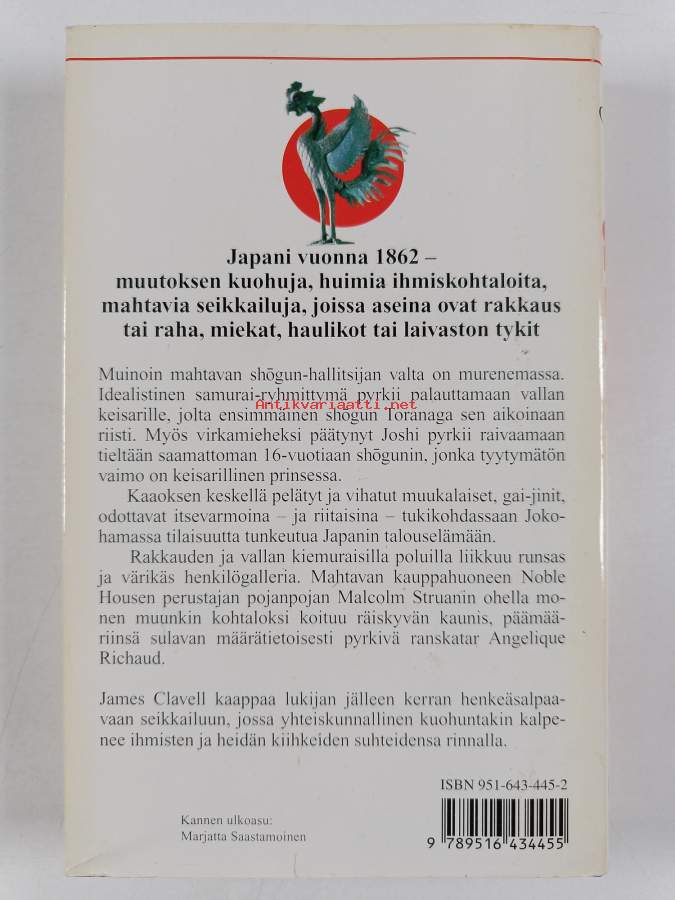 Japani vuonna 1862 –
muutoksen kuohuja, huimia ihmiskohtaloita,
mahtavia seikkailuja, joissa aseina ovat rakkaus
tai raha, miekat, haulikot tai laivaston tykit
Muinoin mahtavan shōgun-hallitsijan valta on murenemassa.
Idealistinen samurai-ryhmittymä pyrkii palauttamaan vallan
Antikvariaatti.net
keisarille, jolta ensimmäinen shōgun Toranaga sen aikoinaan
riisti. Myös virkamieheksi päätynyt Joshi pyrkii raivaamaan
tieltään saamattoman 16-vuotiaan shōgunin, jonka tyytymätön
vaimo on keisarillinen prinsessa.
Kaaoksen keskellä pelätyt ja vihatut muukalaiset, gai-jinit,
odottavat itsevarmoina – ja riitaisina – tukikohdassaan Joko-
hamassa tilaisuutta tunkeutua Japanin talouselämään.
Rakkauden ja vallan kiemuraisilla poluilla liikkuu runsas
ja värikäs henkilögalleria. Mahtavan kauppahuoneen Noble
Housen perustajan pojanpojan Malcolm Struanin ohella mo-
nen muunkin kohtaloksi koituu räiskyvän kaunis, päämää-
riinsä sulavan määrätietoisesti pyrkivä ranskatar Angelique
Richaud.
James Clavell kaappaa lukijan jälleen kerran henkeäsalpaa-
vaan seikkailuun, jossa yhteiskunnallinen kuohuntakin kalpe-
nee ihmisten ja heidän kiihkeiden suhteidensa rinnalla.
ISBN 951-643-445-2
Kannen ulkoasu:
Marjatta Saastamoinen
9 789516 434455